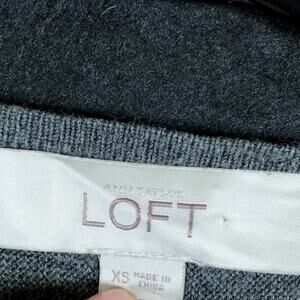 ANN TAYLOR
LOFT
XS MADE IN
CHINA